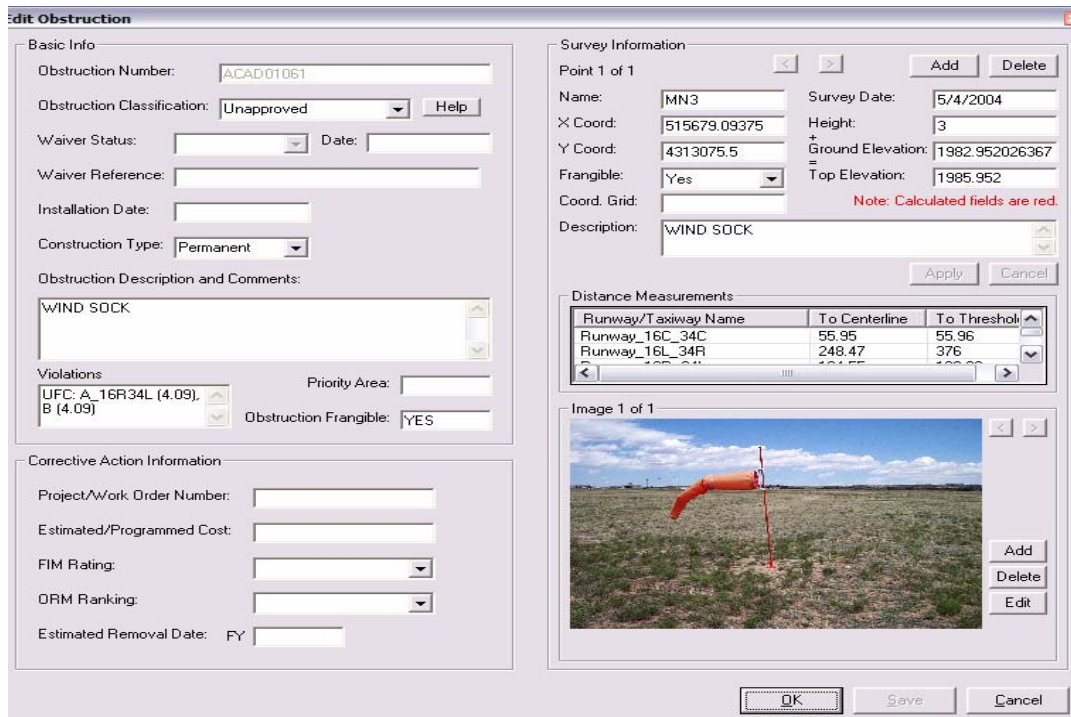 Edit Obstruction
Basic Info
Obstruction Number: ACAD01061
Obstruction Classification: Unapproved Help
Waiver Status: Date:
Waiver Reference:
Installation Date:
Construction Type: Permanent
Obstruction Description and Comments:
WIND SOCK
Violations
UFC: A_16R34L (4.09),
B (4.09)
Priority Area:
Obstruction Frangible: YES
Corrective Action Information
Project/Work Order Number:
Estimated/Programmed Cost:
FIM Rating:
ORM Ranking:
Estimated Removal Date: FY
Survey Information
Point 1 of 1 < > Add Delete
Name: MN3 Survey Date: 5/4/2004
X Coord: 515679.09375 Height: 3
+
Y Coord: 4313075.5 Ground Elevation: 1982.952026367
=
Frangible: Yes Top Elevation: 1985.952
Coord. Grid: Note: Calculated fields are red.
Description: WIND SOCK
Apply Cancel
Distance Measurements
Runway/Taxiway Name To Centerline To Threshol
Runway_16C_34C 55.95 55.96
Runway_16L_34R 248.47 376
Image 1 of 1
< >
Add
Delete
Edit
OK Save Cancel